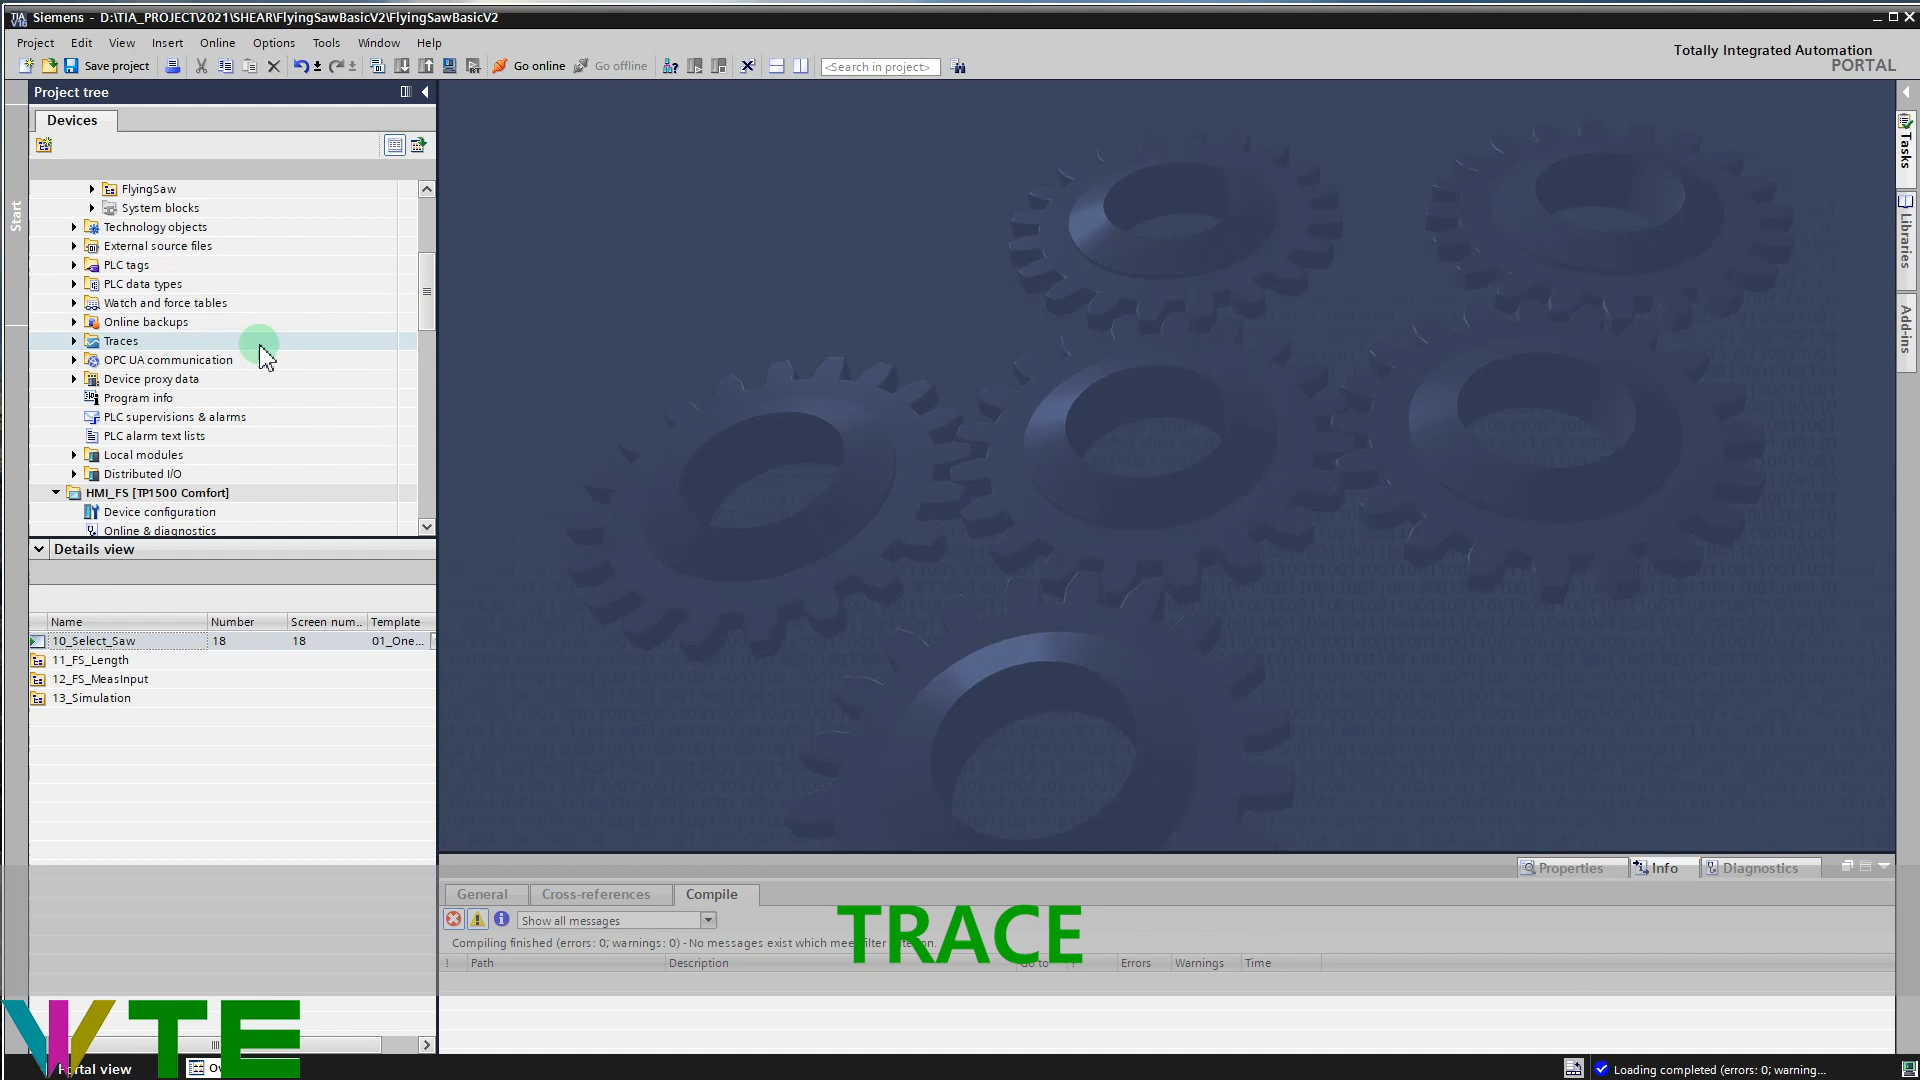 Siemens - D:\TIA_PROJECT\2021\SHEAR\FlyingSawBasicV2\FlyingSawBasicV2
Project Edit View Insert Online Options Tools Window Help
Totally Integrated Automation
PORTAL
Save project
Go online
Go offline
<Search in project>
Project tree
Devices
Start
FlyingSaw
System blocks
Technology objects
External source files
PLC tags
PLC data types
Watch and force tables
Online backups
Traces
OPC UA communication
Device proxy data
Program info
PLC supervisions & alarms
PLC alarm text lists
Local modules
Distributed I/O
HMI_FS [TP1500 Comfort]
Device configuration
Online & diagnostics
Details view
Name Number Screen num.. Template
10_Select_Saw 18 18 01_One...
11_FS_Length
12_FS_MeasInput
13_Simulation
Tasks
Libraries
Add-ins
Properties Info Diagnostics
General Cross-references Compile
Show all messages
Compiling finished (errors: 0; warnings: 0) - No messages exist which
TRACE
! Path Description Go to Errors Warnings Time
VTE
Portal view
Loading completed (errors: 0; warning...